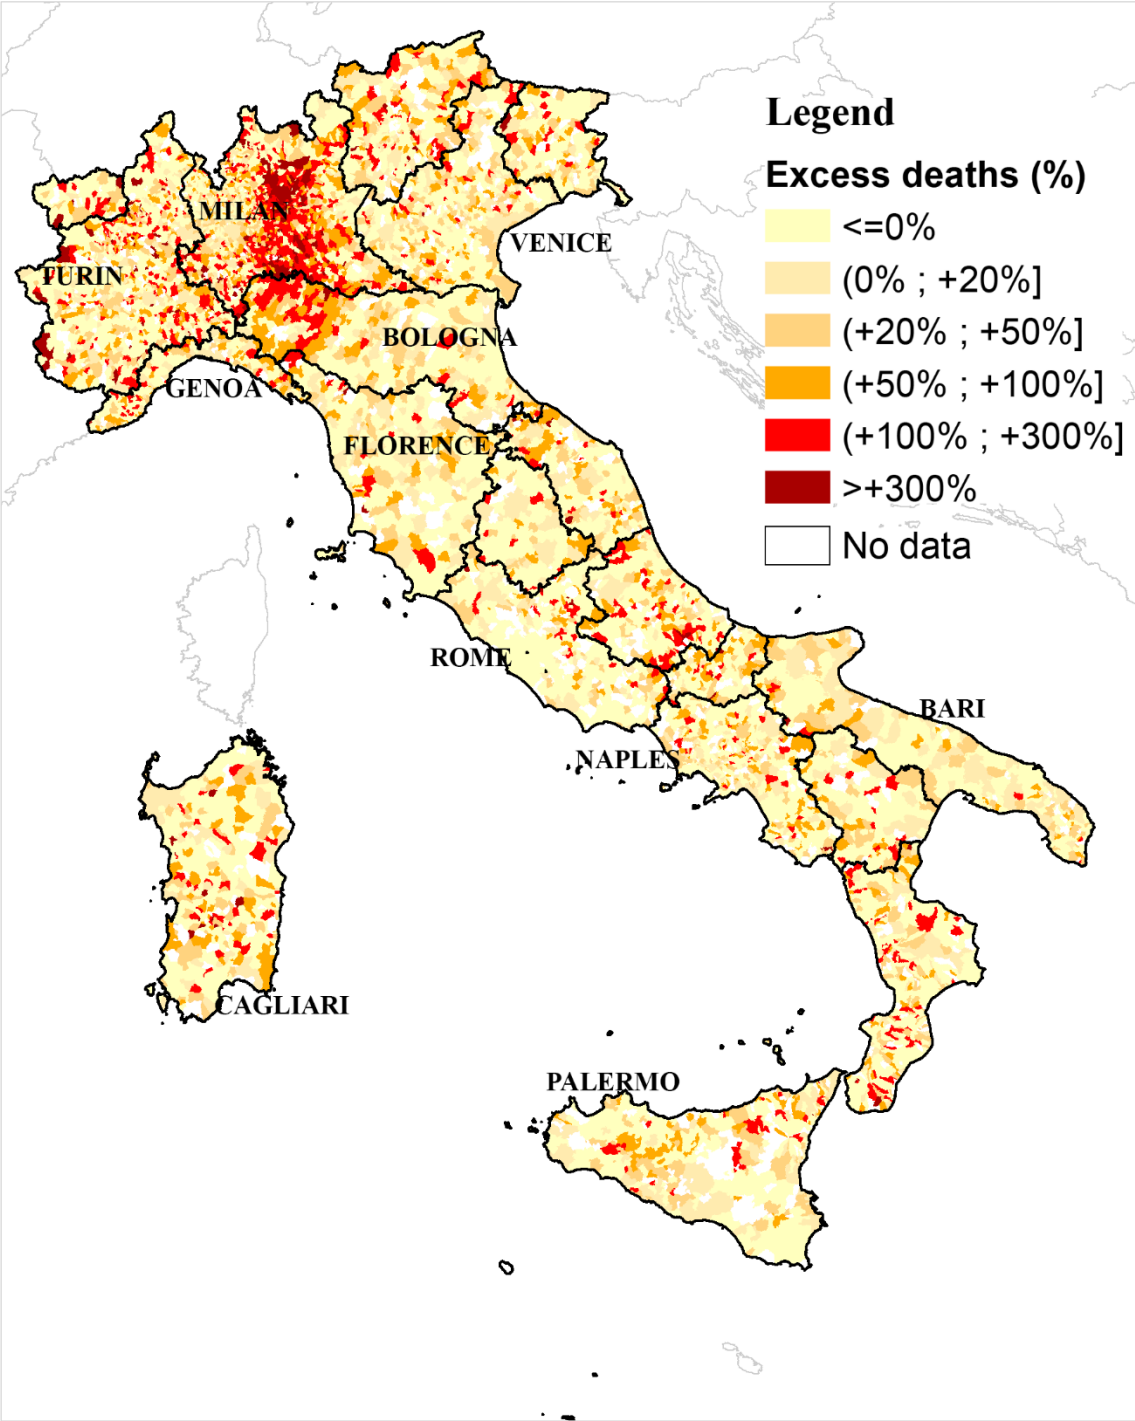 Legend
Excess deaths (%)
<=0%
(0% ; +20%]
(+20% ; +50%]
(+50% ; +100%]
(+100% ; +300%]
>+300%
No data
MILAN
VENICE
TURIN
BOLOGNA
GENOA
FLORENCE
ROME
BARI
NAPLES
CAGLIARI
PALERMO